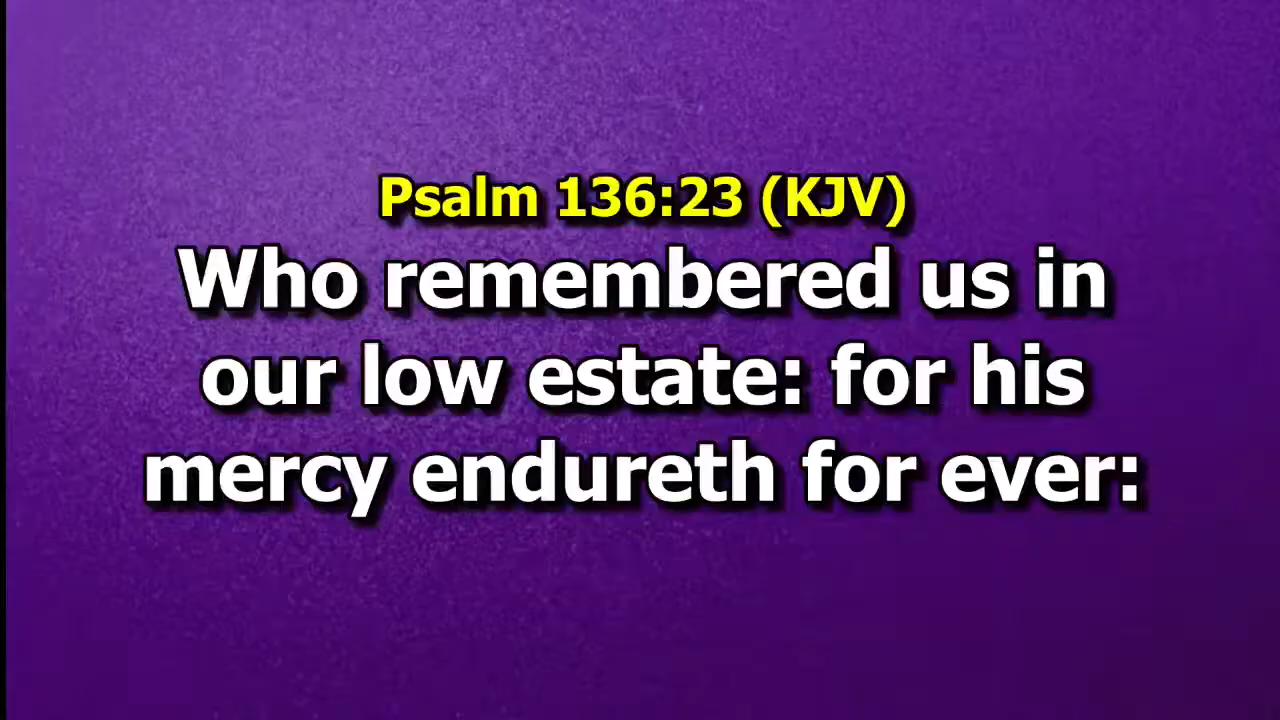 Psalm 136:23 (KJV)
Who remembered us in
our low estate: for his
mercy endureth for ever: